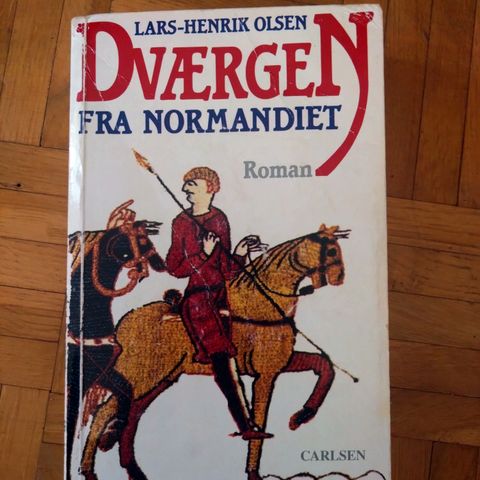 LARS-HENRIK OLSEN
DVÆRGEN
FRA NORMANDIET
Roman
CARLSEN